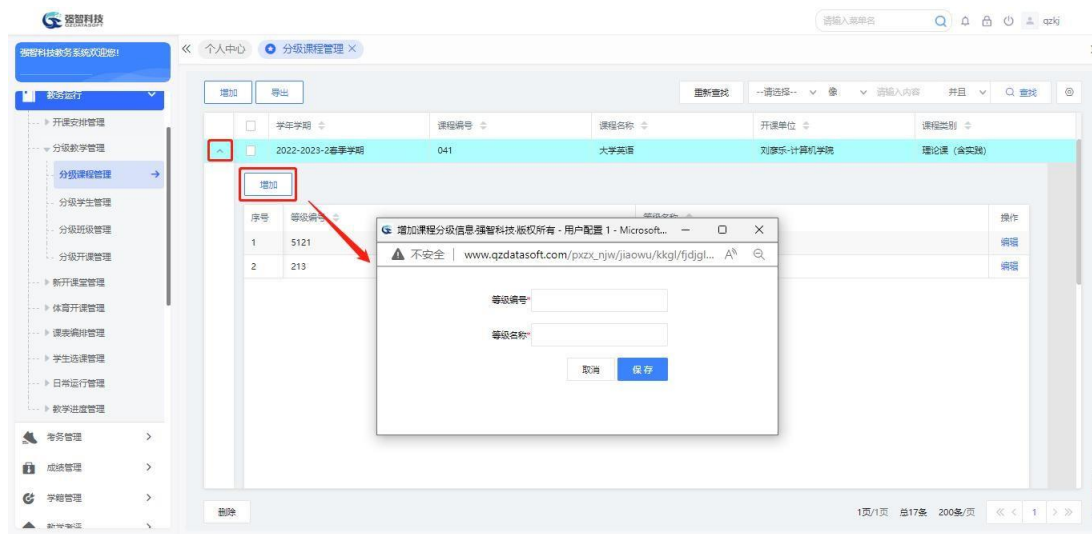 强智科技
QZDATASOFT
请输入菜单名
qzkj
强智科技教务系统欢迎您!
个人中心
分级课程管理 ×
教务运行
开课安排管理
分级教学管理
分级课程管理
分级学生管理
分级班级管理
分级开课管理
新开课堂管理
体育开课管理
课表编排管理
学生选课管理
日常运行管理
教学进度管理
考务管理
成绩管理
学籍管理
教学考评
增加 导出 重新查找 --请选择-- 像 请输入内容 并且 查找
学年学期 课程编号 课程名称 开课单位 课程类别
2022-2023-2春季学期 041 大学英语 刘彦乐-计算机学院 理论课（含实践)
增加
序号 等级编号 等级名称 操作
1 5121 编辑
2 213 编辑
增加课程分级信息-强智科技-版权所有 - 用户配置 1 - Microsoft...
不安全 | www.qzdatasoft.com/pxzx_njw/jiaowu/kkgl/fjdjgl...
等级编号*
等级名称*
取消 保存
删除 1页/1页 总17条 200条/页 1